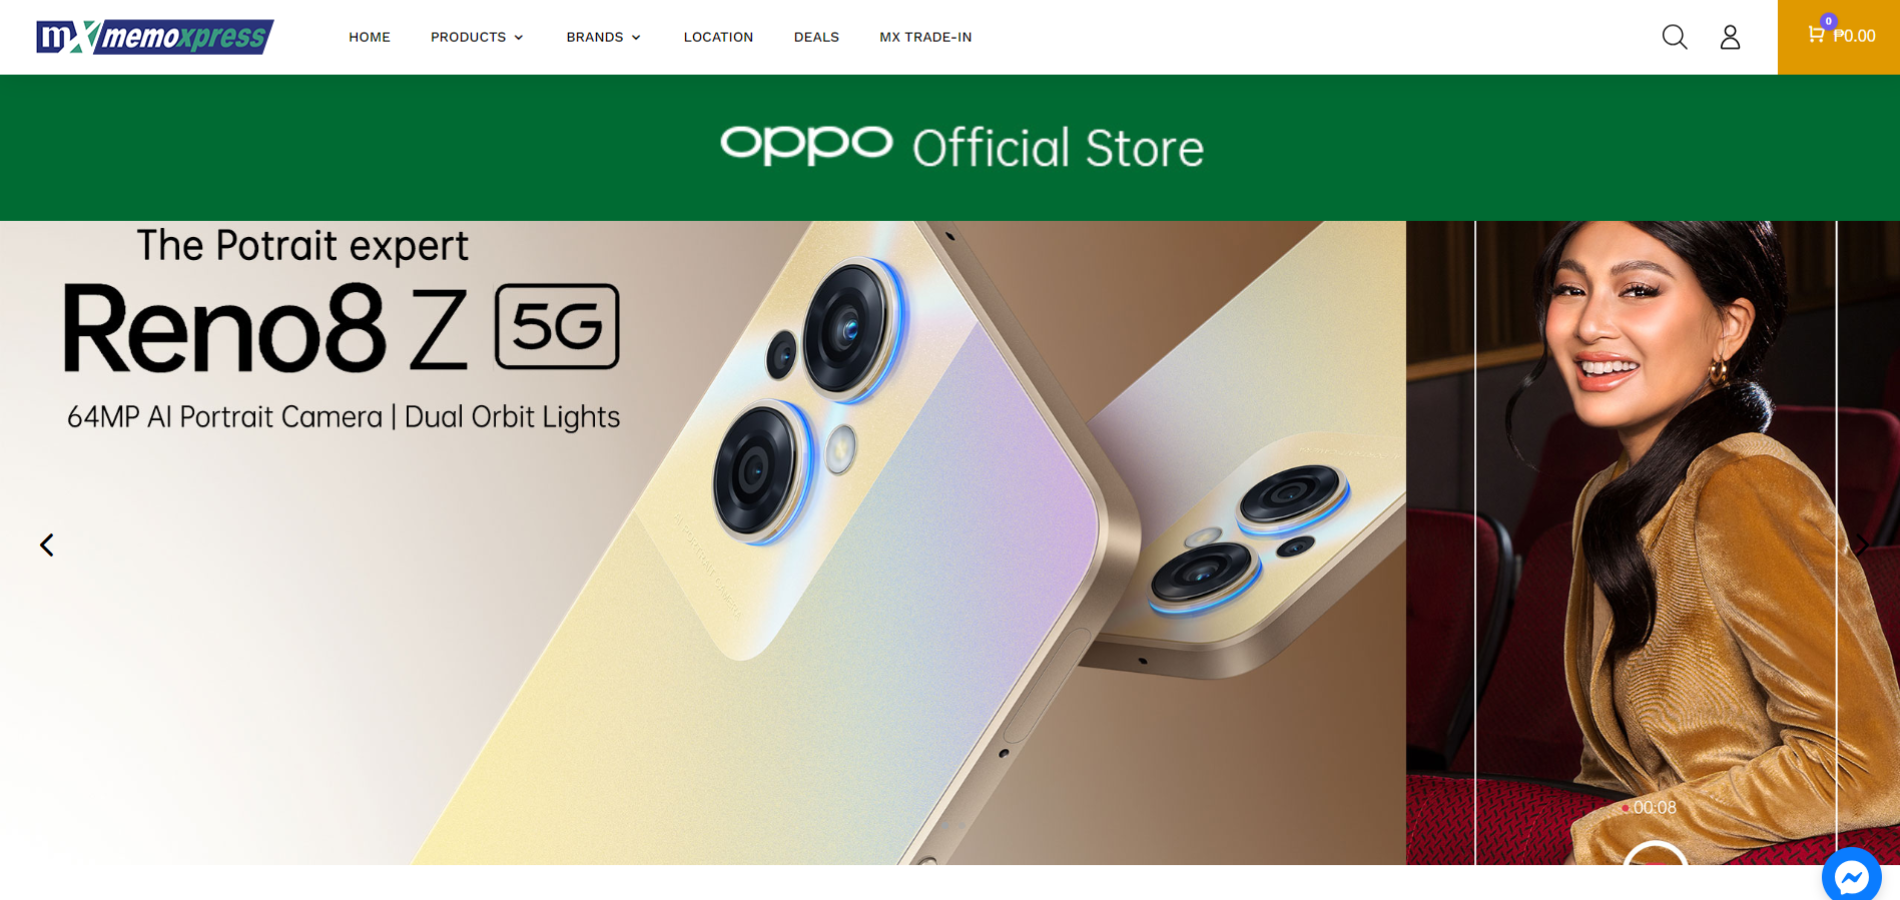 mx memoxpress
HOME PRODUCTS BRANDS LOCATION DEALS MX TRADE-IN
0
₱0.00
oppo Official Store
The Potrait expert
Reno8 Z 5G
64MP AI Portrait Camera | Dual Orbit Lights
00:08